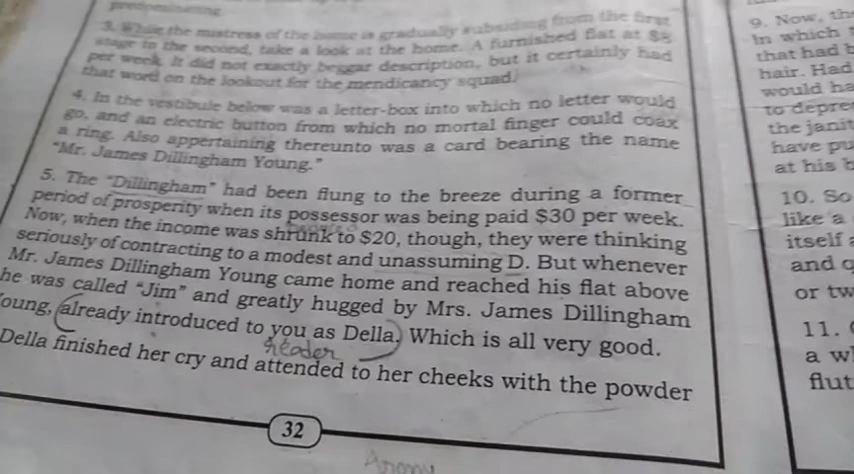 predominating.
3. While the mistress of the home is gradually subsiding from the first
stage to the second, take a look at the home. A furnished flat at $8
per week. It did not exactly beggar description, but it certainly had
that word on the lookout for the mendicancy squad.
4. In the vestibule below was a letter-box into which no letter would
go, and an electric button from which no mortal finger could coax
a ring. Also appertaining thereunto was a card bearing the name
"Mr. James Dillingham Young."
5. The "Dillingham" had been flung to the breeze during a former
period of prosperity when its possessor was being paid $30 per week.
Now, when the income was shrunk to $20, though, they were thinking
seriously of contracting to a modest and unassuming D. But whenever
Mr. James Dillingham Young came home and reached his flat above
he was called "Jim" and greatly hugged by Mrs. James Dillingham
Young, already introduced to you as Della. Which is all very good.
reader
Della finished her cry and attended to her cheeks with the powder
32
9. Now, th
in which
that had b
hair. Had
would ha
to depre
the janit
have pu
at his
10. So
like a
itself
and
or tw
11.
a w
flut